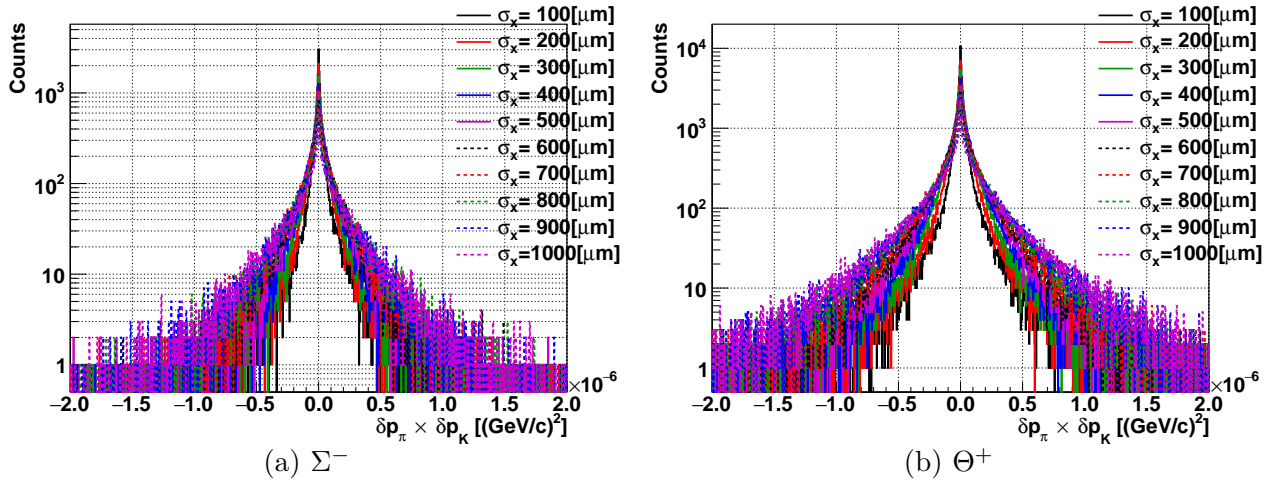 Counts
10³
10²
10
1
−2.0 −1.5 −1.0 −0.5 0.0 0.5 1.0 1.5 2.0
×10⁻⁶
δp_π × δp_K [(GeV/c)²]
σₓ= 100[μm]
σₓ= 200[μm]
σₓ= 300[μm]
σₓ= 400[μm]
σₓ= 500[μm]
σₓ= 600[μm]
σₓ= 700[μm]
σₓ= 800[μm]
σₓ= 900[μm]
σₓ=1000[μm]
(a) Σ⁻
Counts
10⁴
10³
10²
10
1
−2.0 −1.5 −1.0 −0.5 0.0 0.5 1.0 1.5 2.0
×10⁻⁶
δp_π × δp_K [(GeV/c)²]
σₓ= 100[μm]
σₓ= 200[μm]
σₓ= 300[μm]
σₓ= 400[μm]
σₓ= 500[μm]
σₓ= 600[μm]
σₓ= 700[μm]
σₓ= 800[μm]
σₓ= 900[μm]
σₓ=1000[μm]
(b) Θ⁺